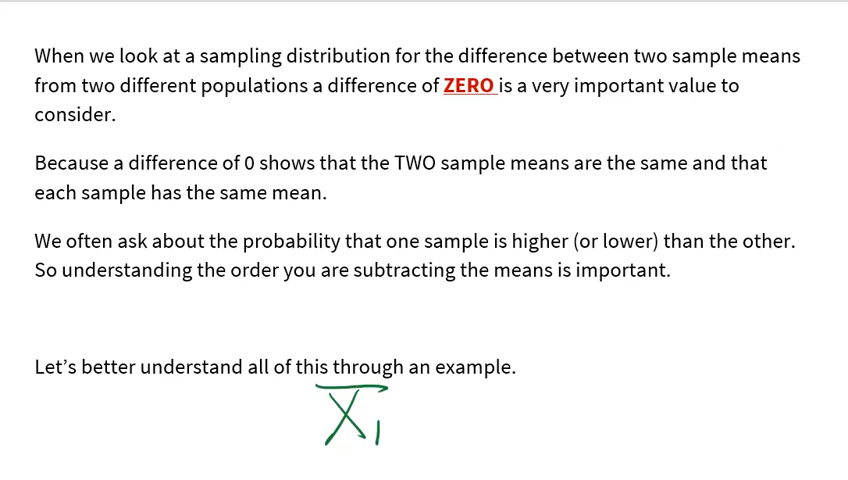 When we look at a sampling distribution for the difference between two sample means
from two different populations a difference of ZERO is a very important value to
consider.
Because a difference of 0 shows that the TWO sample means are the same and that
each sample has the same mean.
We often ask about the probability that one sample is higher (or lower) than the other.
So understanding the order you are subtracting the means is important.
Let’s better understand all of this through an example.
X̅₁